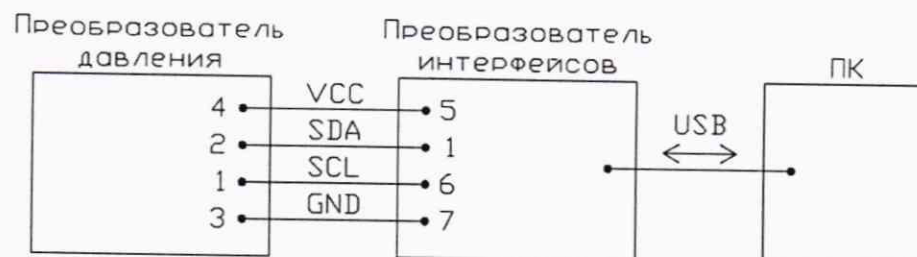 Преобразователь
давления
Преобразователь
интерфейсов
ПК
4 VCC 5
2 SDA 1
1 SCL 6
3 GND 7
USB